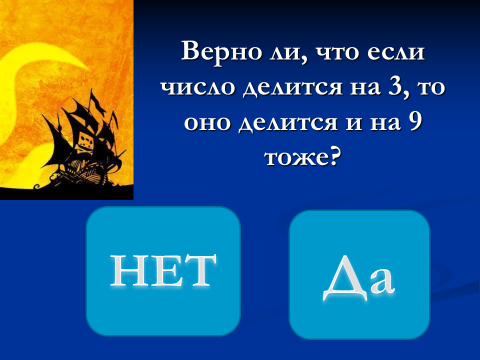 Верно ли, что если
число делится на 3, то
оно делится и на 9
тоже?
НЕТ
Да